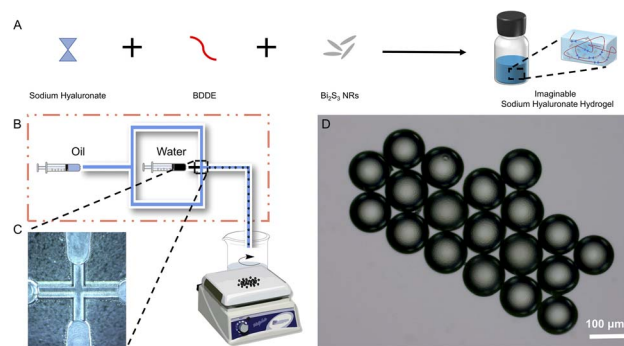 A
Sodium Hyaluronate
BDDE
Bi₂S₃ NRs
Imaginable
Sodium Hyaluronate Hydrogel
B
Oil
Water
C
D
100 μm